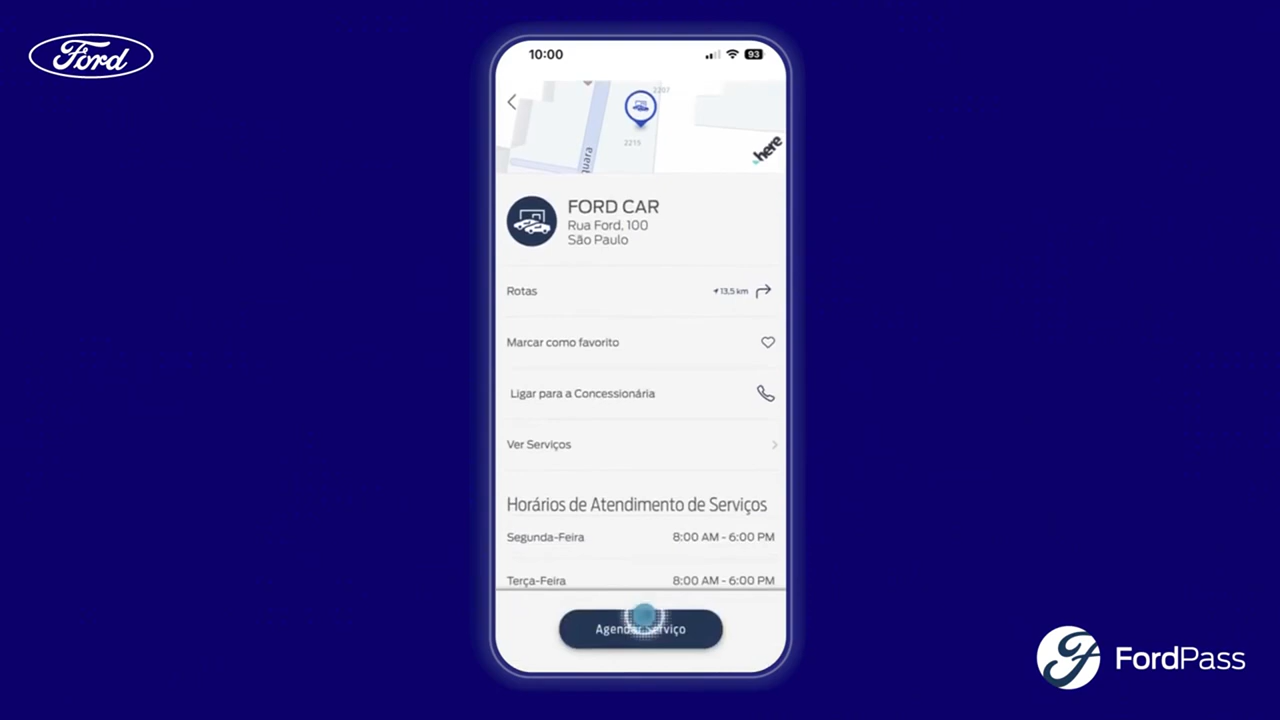 Ford
10:00
93
2207
2215
uara
here
FORD CAR
Rua Ford, 100
São Paulo
Rotas
13,5 km
Marcar como favorito
Ligar para a Concessionária
Ver Serviços
Horários de Atendimento de Serviços
Segunda-Feira 8:00 AM - 6:00 PM
Terça-Feira 8:00 AM - 6:00 PM
Agendar Serviço
FordPass